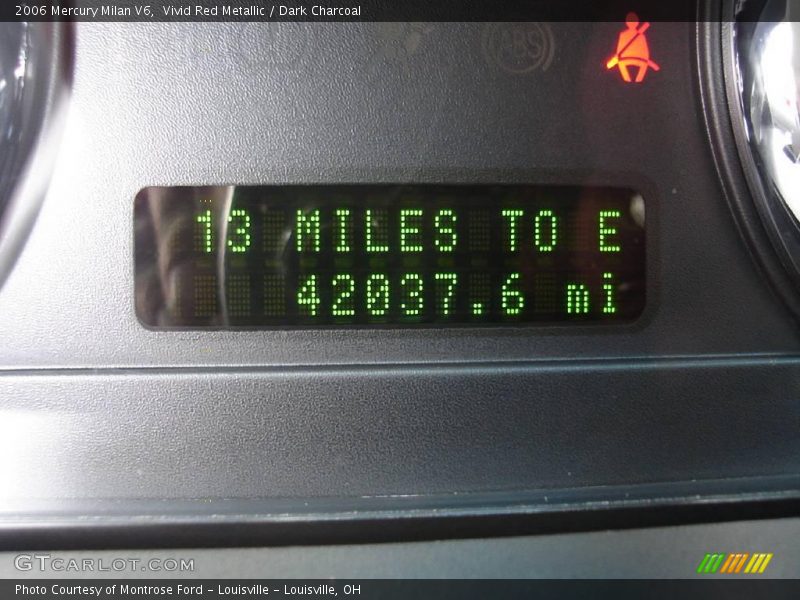 2006 Mercury Milan V6, Vivid Red Metallic / Dark Charcoal
ABS
13 MILES TO E
42037.6 mi
GTCARLOT.COM
Photo Courtesy of Montrose Ford – Louisville – Louisville, OH